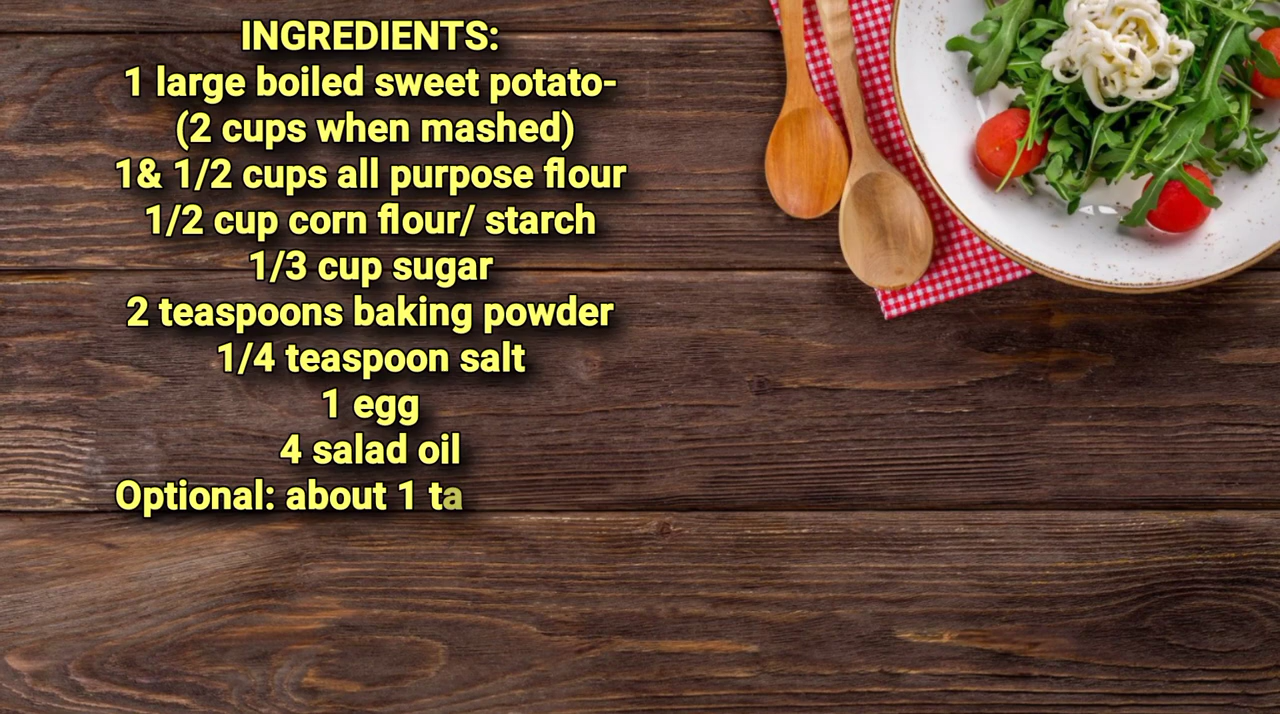 INGREDIENTS:
1 large boiled sweet potato-
(2 cups when mashed)
1& 1/2 cups all purpose flour
1/2 cup corn flour/ starch
1/3 cup sugar
2 teaspoons baking powder
1/4 teaspoon salt
1 egg
4 salad oil
Optional: about 1 ta